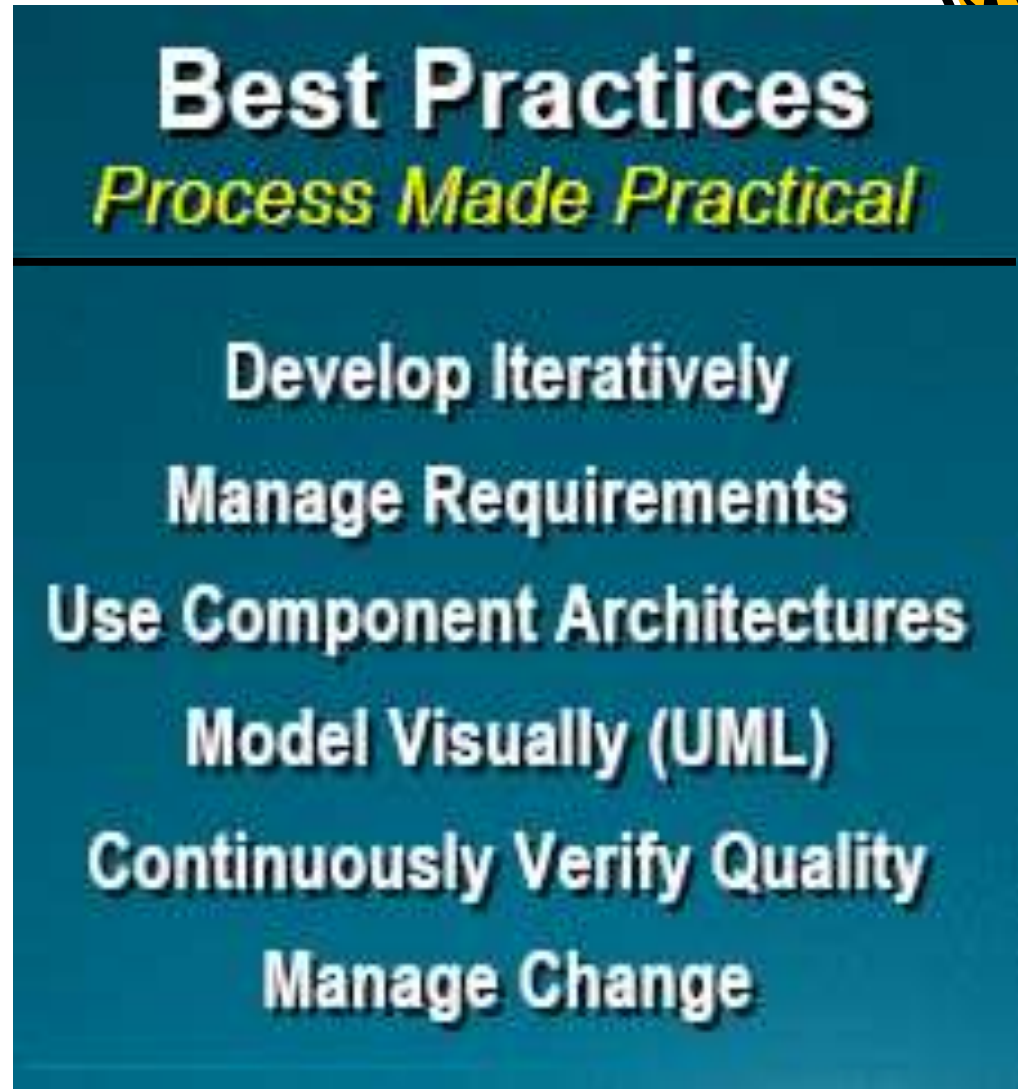 Best Practices
Process Made Practical
Develop Iteratively
Manage Requirements
Use Component Architectures
Model Visually (UML)
Continuously Verify Quality
Manage Change